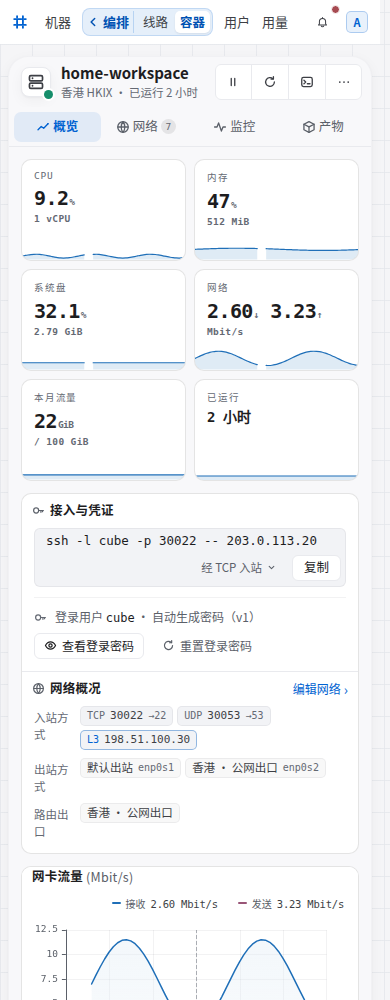 机器 编排 线路 容器 用户 用量 A
home-workspace
香港 HKIX • 已运行 2 小时
概览 网络 7 监控 产物
CPU
9.2%
1 vCPU
内存
47%
512 MiB
系统盘
32.1%
2.79 GiB
网络
2.60↓ 3.23↑
Mbit/s
本月流量
22GiB
/ 100 GiB
已运行
2 小时
接入与凭证
ssh -l cube -p 30022 -- 203.0.113.20
经 TCP 入站 复制
登录用户 cube • 自动生成密码（v1）
查看登录密码 重置登录密码
网络概况 编辑网络 ›
入站方式 TCP 30022 →22 UDP 30053 →53
L3 198.51.100.30
出站方式 默认出站 enp0s1 香港 • 公网出口 enp0s2
路由出口 香港 • 公网出口
网卡流量 (Mbit/s)
接收 2.60 Mbit/s 发送 3.23 Mbit/s
12.5
10
7.5